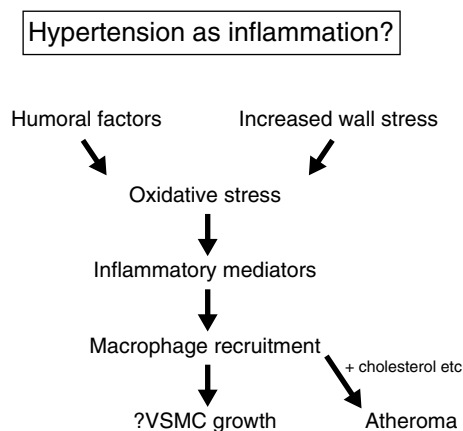 Hypertension as inflammation?
Humoral factors
Increased wall stress
Oxidative stress
Inflammatory mediators
Macrophage recruitment
+ cholesterol etc
?VSMC growth
Atheroma